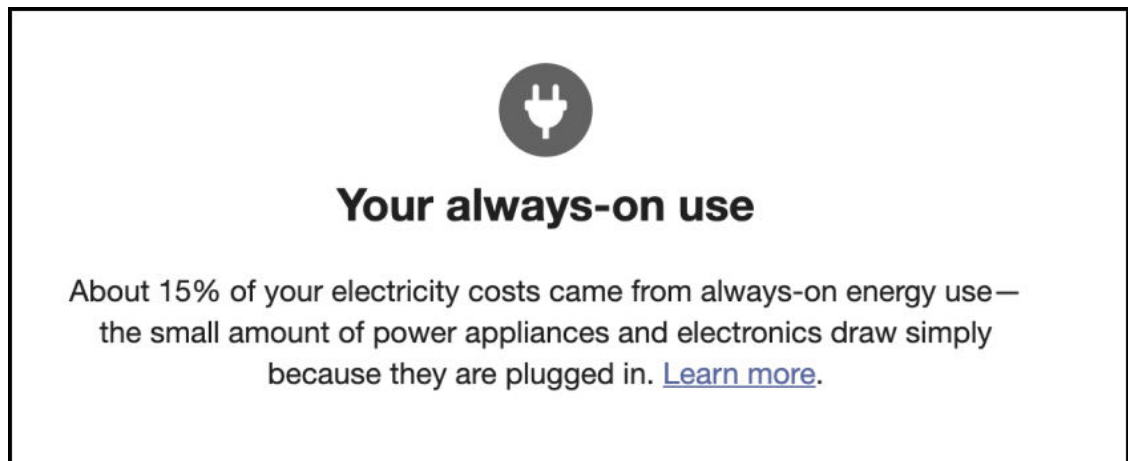 Your always-on use
About 15% of your electricity costs came from always-on energy use—
the small amount of power appliances and electronics draw simply
because they are plugged in. Learn more.